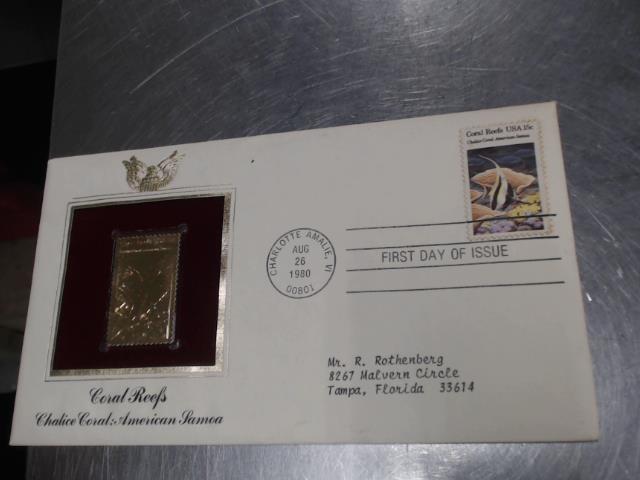 Coral Reefs USA 15c
Chalice Coral: American Samoa
CHARLOTTE AMALIE, VI
AUG
26
1980
00801
FIRST DAY OF ISSUE
Mr. R. Rothenberg
8267 Malvern Circle
Tampa, Florida 33614
Coral Reefs
Chalice Coral: American Samoa